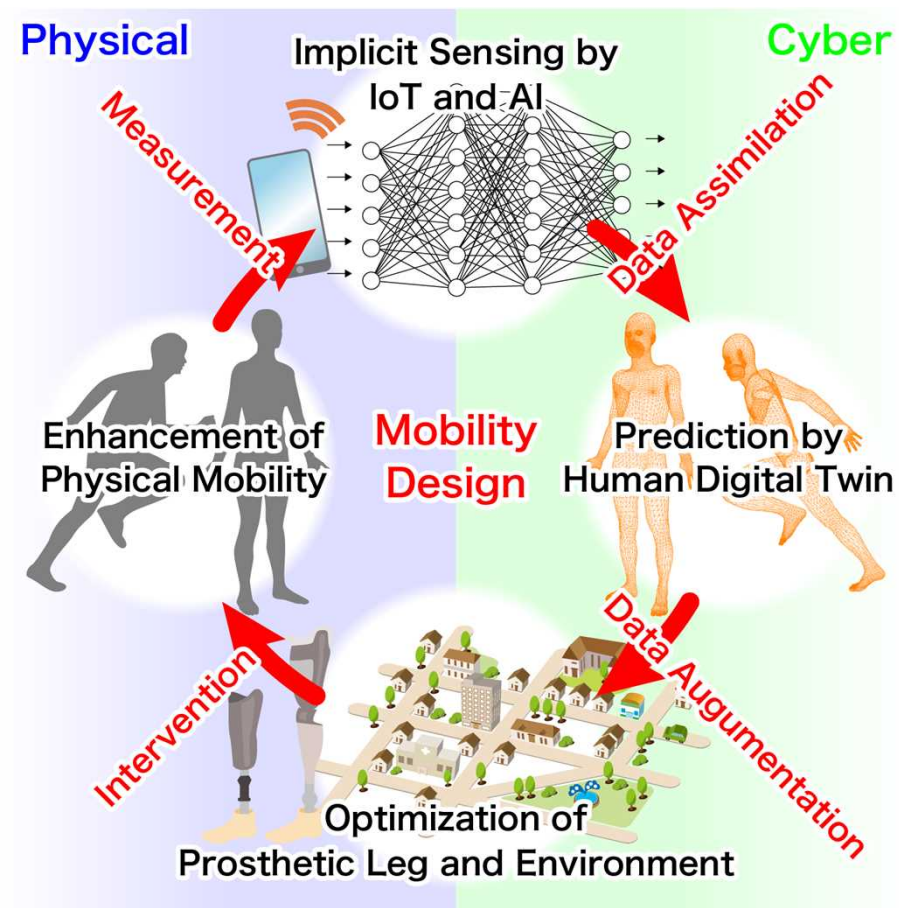 Physical
Cyber
Implicit Sensing by
IoT and AI
Measurement
Data Assimilation
Enhancement of
Physical Mobility
Mobility
Design
Prediction by
Human Digital Twin
Intervention
Data Augumentation
Optimization of
Prosthetic Leg and Environment